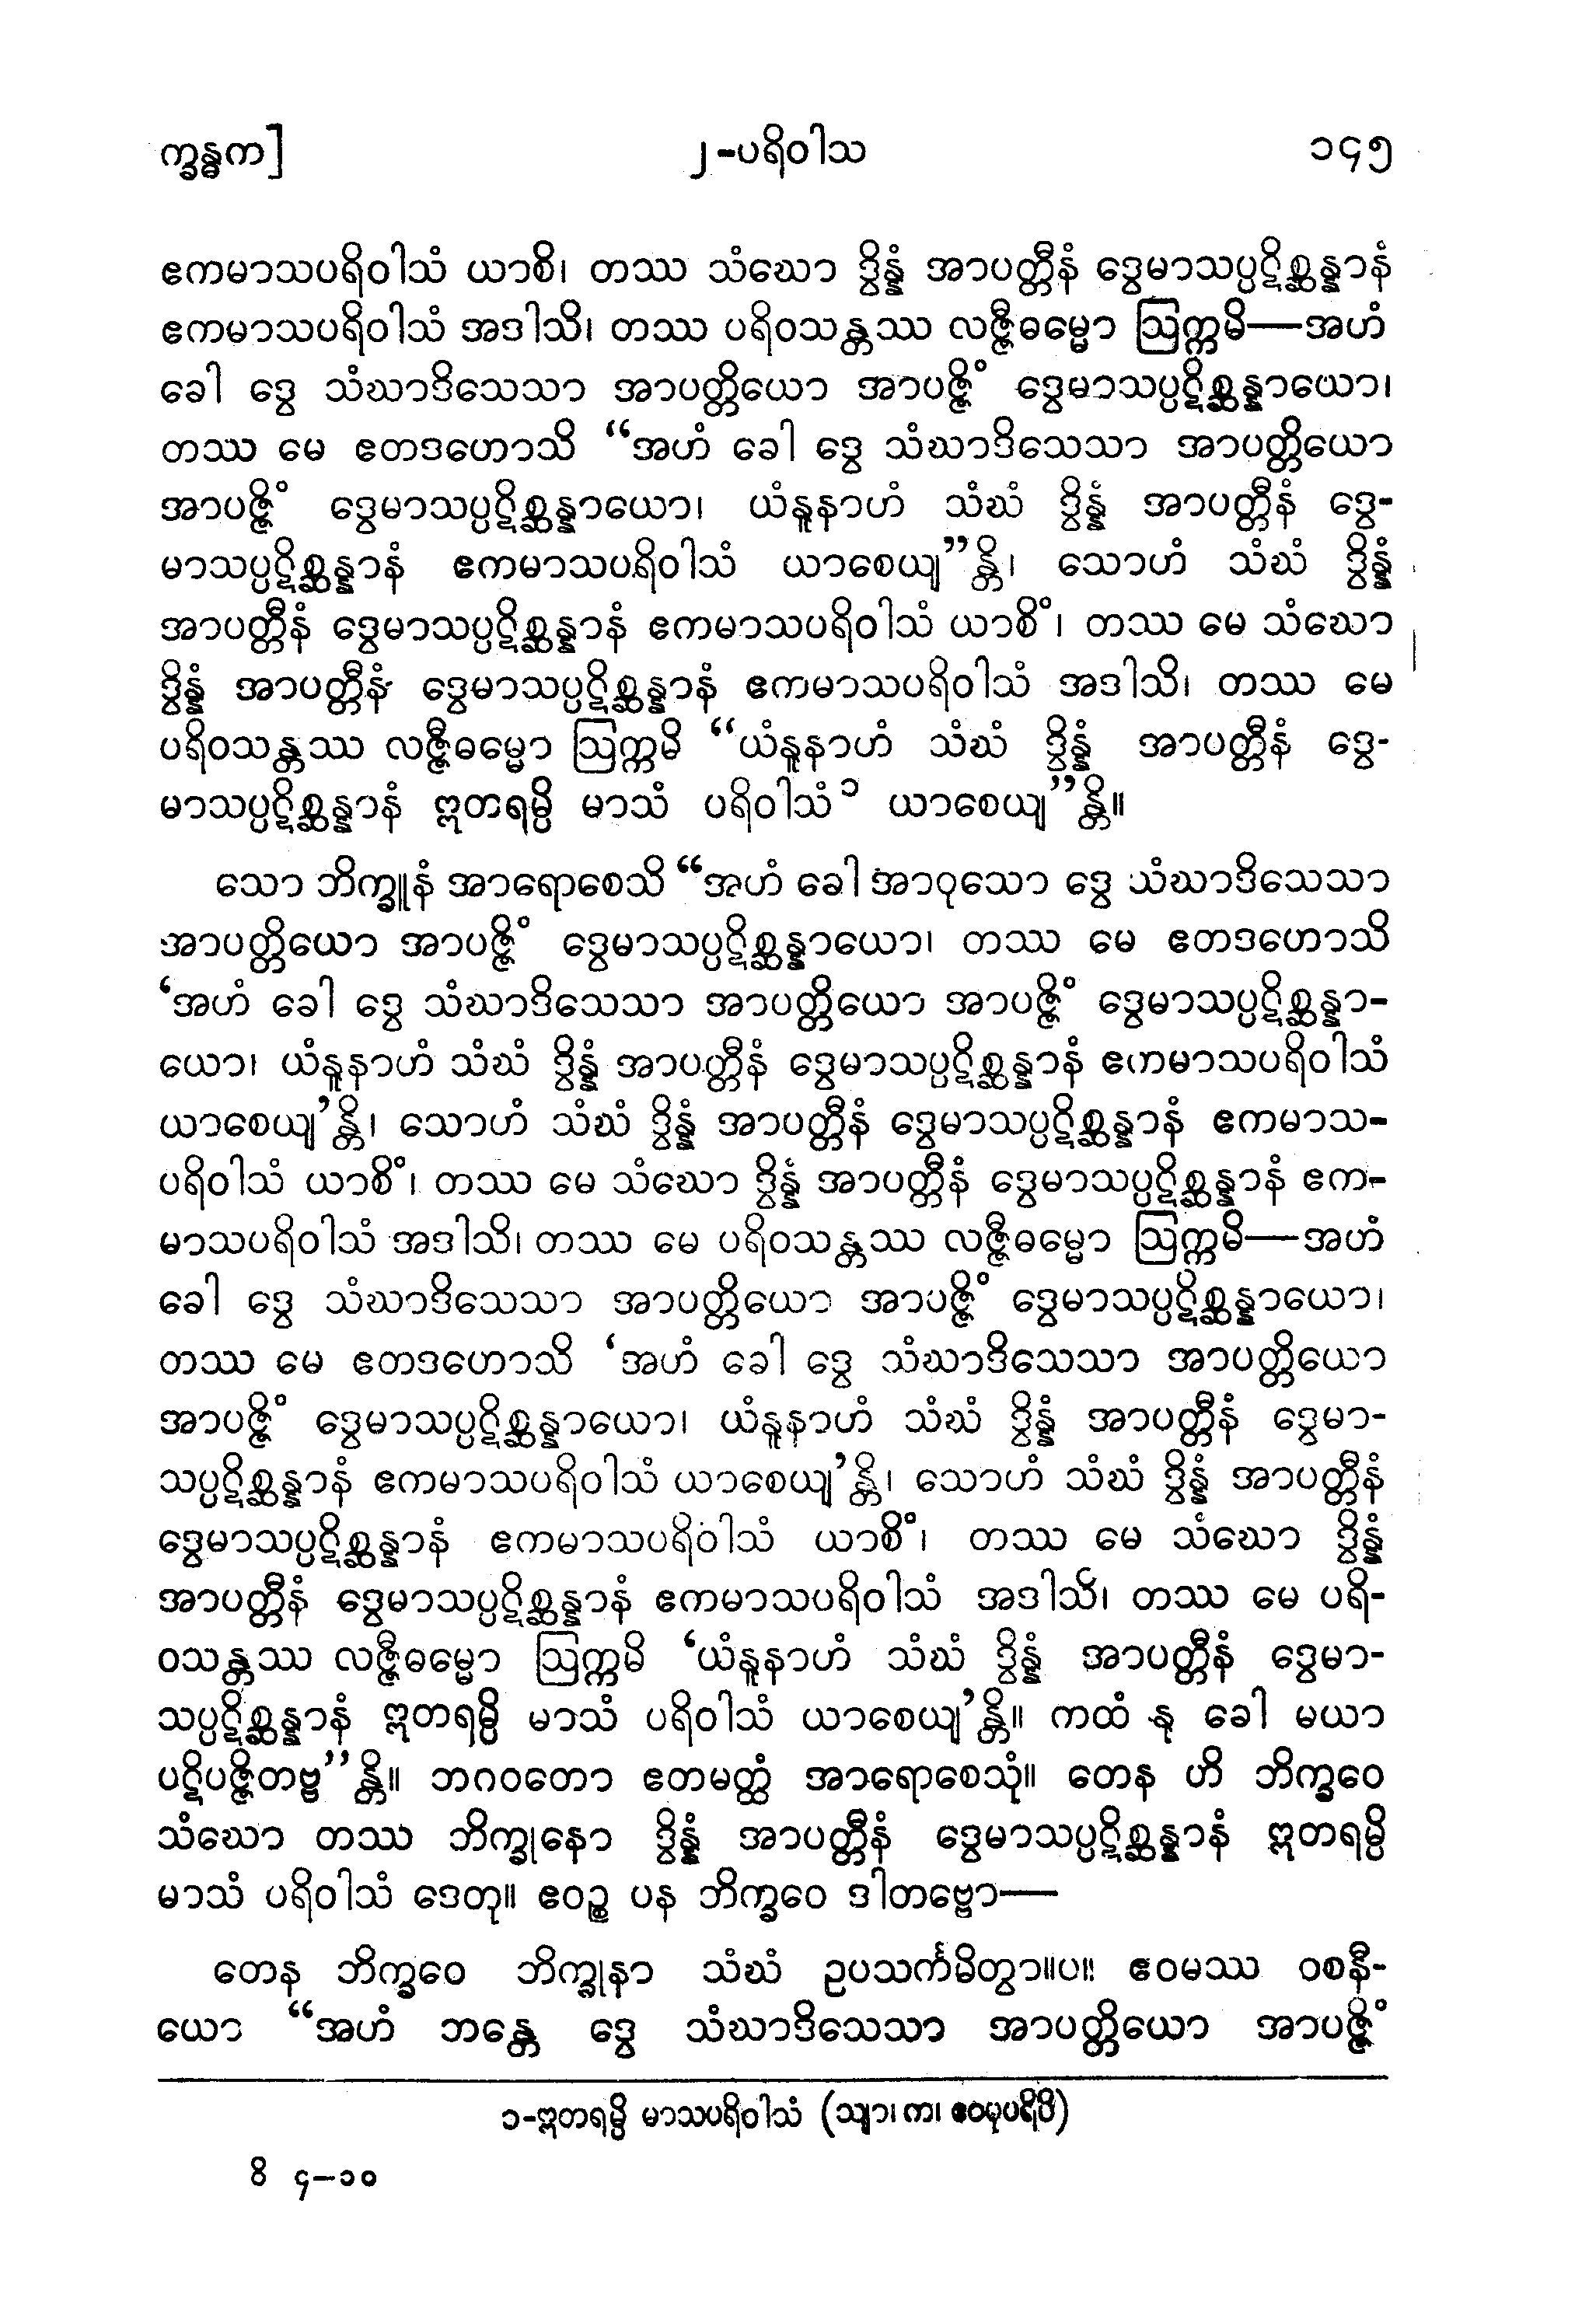 က္ခန္ဓက] ၂-ပရိဝါသ ၁၄၅
ဧကမာသပရိဝါသံ ယာစိ၊ တဿ သံဃော ဒွိန္နံ အာပတ္တီနံ ဒွေမာသပ္ပဋိစ္ဆန္နာနံ
ဧကမာသပရိဝါသံ အဒါသိ၊ တဿ ပရိဝသန္တဿ လဇ္ဇီဓမ္မော ဩက္ကမိ—အဟံ
ခေါ ဒွေ သံဃာဒိသေသာ အာပတ္တိယော အာပဇ္ဇိံ ဒွေမာသပ္ပဋိစ္ဆန္နာယော၊
တဿ မေ ဧတဒဟောသိ “အဟံ ခေါ ဒွေ သံဃာဒိသေသာ အာပတ္တိယော
အာပဇ္ဇိံ ဒွေမာသပ္ပဋိစ္ဆန္နာယော၊ ယံနူနာဟံ သံဃံ ဒွိန္နံ အာပတ္တီနံ ဒွေ-
မာသပ္ပဋိစ္ဆန္နာနံ ဧကမာသပရိဝါသံ ယာစေယျ”န္တိ၊ သောဟံ သံဃံ ဒွိန္နံ
အာပတ္တီနံ ဒွေမာသပ္ပဋိစ္ဆန္နာနံ ဧကမာသပရိဝါသံ ယာစိံ၊ တဿ မေ သံဃော
ဒွိန္နံ အာပတ္တီနံ ဒွေမာသပ္ပဋိစ္ဆန္နာနံ ဧကမာသပရိဝါသံ အဒါသိ၊ တဿ မေ
ပရိဝသန္တဿ လဇ္ဇီဓမ္မော ဩက္ကမိ “ယံနူနာဟံ သံဃံ ဒွိန္နံ အာပတ္တီနံ ဒွေ-
မာသပ္ပဋိစ္ဆန္နာနံ ဣတရမ္ပိ မာသံ ပရိဝါသံ၁ ယာစေယျ”န္တိ။
သော ဘိက္ခူနံ အာရောစေသိ “အဟံ ခေါ အာဝုသော ဒွေ သံဃာဒိသေသာ
အာပတ္တိယော အာပဇ္ဇိံ ဒွေမာသပ္ပဋိစ္ဆန္နာယော၊ တဿ မေ ဧတဒဟောသိ
‘အဟံ ခေါ ဒွေ သံဃာဒိသေသာ အာပတ္တိယော အာပဇ္ဇိံ ဒွေမာသပ္ပဋိစ္ဆန္နာ-
ယော၊ ယံနူနာဟံ သံဃံ ဒွိန္နံ အာပတ္တီနံ ဒွေမာသပ္ပဋိစ္ဆန္နာနံ ဧကမာသပရိဝါသံ
ယာစေယျ’န္တိ၊ သောဟံ သံဃံ ဒွိန္နံ အာပတ္တီနံ ဒွေမာသပ္ပဋိစ္ဆန္နာနံ ဧကမာသ-
ပရိဝါသံ ယာစိံ၊ တဿ မေ သံဃော ဒွိန္နံ အာပတ္တီနံ ဒွေမာသပ္ပဋိစ္ဆန္နာနံ ဧက-
မာသပရိဝါသံ အဒါသိ၊ တဿ မေ ပရိဝသန္တဿ လဇ္ဇီဓမ္မော ဩက္ကမိ—အဟံ
ခေါ ဒွေ သံဃာဒိသေသာ အာပတ္တိယော အာပဇ္ဇိံ ဒွေမာသပ္ပဋိစ္ဆန္နာယော၊
တဿ မေ ဧတဒဟောသိ ‘အဟံ ခေါ ဒွေ သံဃာဒိသေသာ အာပတ္တိယော
အာပဇ္ဇိံ ဒွေမာသပ္ပဋိစ္ဆန္နာယော၊ ယံနူနာဟံ သံဃံ ဒွိန္နံ အာပတ္တီနံ ဒွေမာ-
သပ္ပဋိစ္ဆန္နာနံ ဧကမာသပရိဝါသံ ယာစေယျ’န္တိ၊ သောဟံ သံဃံ ဒွိန္နံ အာပတ္တီနံ
ဒွေမာသပ္ပဋိစ္ဆန္နာနံ ဧကမာသပရိဝါသံ ယာစိံ၊ တဿ မေ သံဃော ဒွိန္နံ
အာပတ္တီနံ ဒွေမာသပ္ပဋိစ္ဆန္နာနံ ဧကမာသပရိဝါသံ အဒါသိ၊ တဿ မေ ပရိ-
ဝသန္တဿ လဇ္ဇီဓမ္မော ဩက္ကမိ ‘ယံနူနာဟံ သံဃံ ဒွိန္နံ အာပတ္တီနံ ဒွေမာ-
သပ္ပဋိစ္ဆန္နာနံ ဣတရမ္ပိ မာသံ ပရိဝါသံ ယာစေယျ’န္တိ။ ကထံ နု ခေါ မယာ
ပဋိပဇ္ဇိတဗ္ဗ”န္တိ။ ဘဂဝတော ဧတမတ္ထံ အာရောစေသုံ။ တေန ဟိ ဘိက္ခဝေ
သံဃော တဿ ဘိက္ခုနော ဒွိန္နံ အာပတ္တီနံ ဒွေမာသပ္ပဋိစ္ဆန္နာနံ ဣတရမ္ပိ
မာသံ ပရိဝါသံ ဒေတု။ ဧဝဉ္စ ပန ဘိက္ခဝေ ဒါတဗ္ဗော—
တေန ဘိက္ခဝေ ဘိက္ခုနာ သံဃံ ဥပသင်္ကမိတွာ။ပ။ ဧဝမဿ ဝစနီ-
ယော “အဟံ ဘန္တေ ဒွေ သံဃာဒိသေသာ အာပတ္တိယော အာပဇ္ဇိံ
၁-ဣတရမ္ပိ မာသပရိဝါသံ (သျာ၊ က၊ ဧဝမုပရိပိ)
ဝိ ၄—၁၀